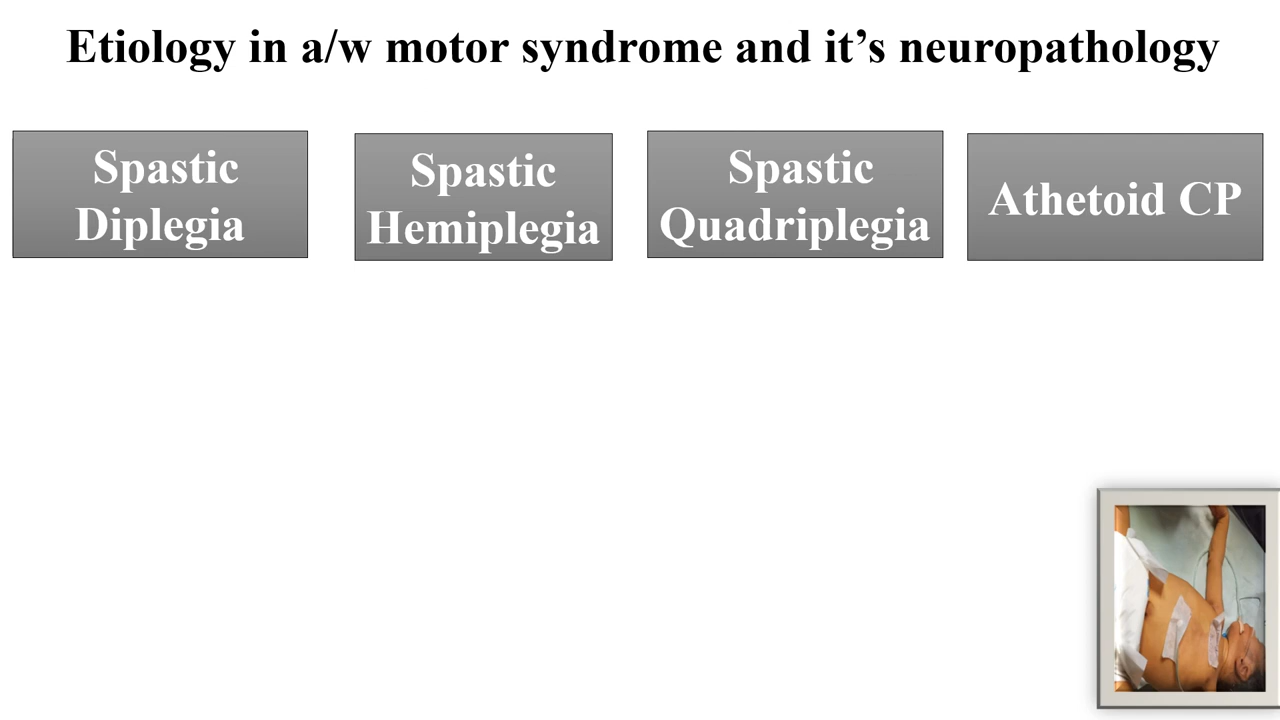 Etiology in a/w motor syndrome and it’s neuropathology
Spastic
Diplegia
Spastic
Hemiplegia
Spastic
Quadriplegia
Athetoid CP